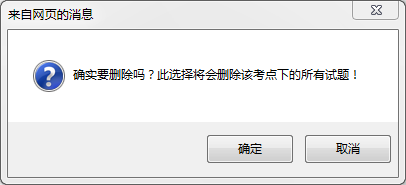 来自网页的消息
确实要删除吗？此选择将会删除该考点下的所有试题！
确定
取消